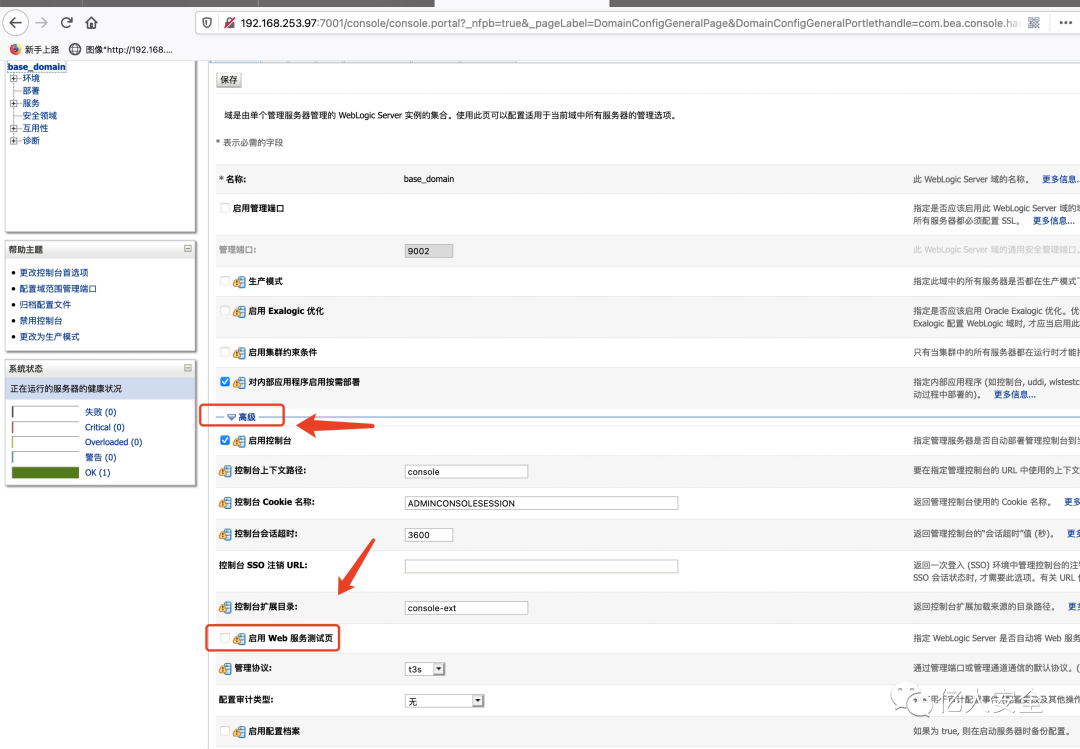 192.168.253.97:7001/console/console.portal?_nfpb=true&_pageLabel=DomainConfigGeneralPage&DomainConfigGeneralPortlethandle=com.bea.console.ha
新手上路 图像"http://192.168....
base_domain
环境
部署
服务
安全领域
互用性
诊断
帮助主题
更改控制台首选项
配置域范围管理端口
归档配置文件
禁用控制台
更改为生产模式
系统状态
正在运行的服务器的健康状况
失败 (0)
Critical (0)
Overloaded (0)
警告 (0)
OK (1)
保存
域是由单个管理服务器管理的 WebLogic Server 实例的集合。使用此页可以配置适用于当前域中所有服务器的管理选项。
* 表示必需的字段
* 名称: base_domain 此 WebLogic Server 域的名称。 更多信息...
启用管理端口 指定是否应该启用此 WebLogic Server 域的
所有服务器都必须配置 SSL。 更多信息...
管理端口: 9002 此 WebLogic Server 域的通用安全管理端口。
生产模式 指定此域中的所有服务器是否都在生产模式
启用 Exalogic 优化 指定是否应该启用 Oracle Exalogic 优化。优
Exalogic 配置 WebLogic 域时, 才应当启用此
启用集群约束条件 只有当集群中的所有服务器都在运行时才能
对内部应用程序启用按需部署 指定内部应用程序 (如控制台, uddi, wlstestc
动过程中部署的)。 更多信息...
高级
启用控制台 指定管理服务器是否自动部署管理控制台到
控制台上下文路径: console 要在指定管理控制台的 URL 中使用的上下文
控制台 Cookie 名称: ADMINCONSOLESESSION 返回管理控制台使用的 Cookie 名称。 更多
控制台会话超时: 3600 返回管理控制台的"会话超时"值 (秒)。 更多
控制台 SSO 注销 URL: 返回一次登入 (SSO) 环境中管理控制台的注
SSO 会话状态时, 才需要此选项。有关 URL
控制台扩展目录: console-ext 返回控制台扩展加载来源的目录路径。 更
启用 Web 服务测试页 指定 WebLogic Server 是否自动将 Web 服务
管理协议: t3s 通过管理端口或管理通道通信的默认协议。(
配置审计类型: 无
亿人安全
启用配置档案 如果为 true, 则在启动服务器时备份配置。